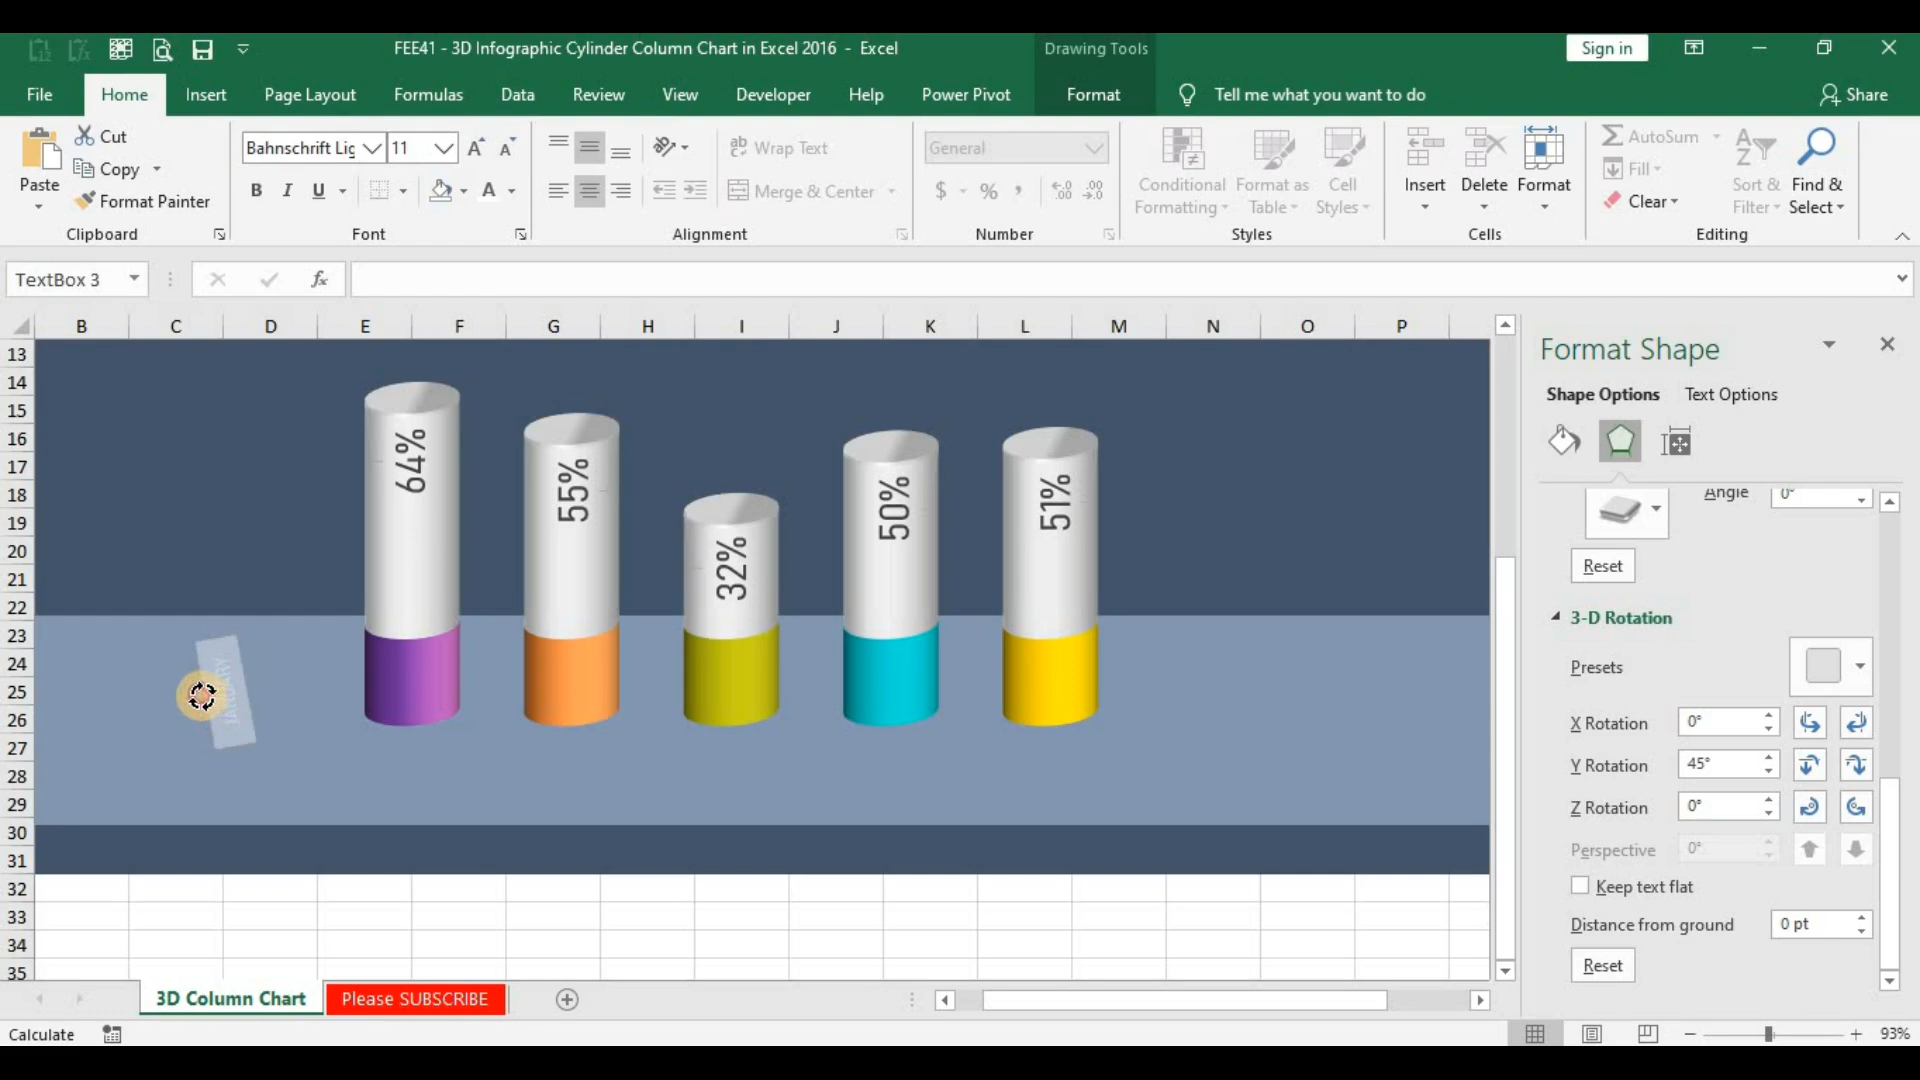 FEE41 - 3D Infographic Cylinder Column Chart in Excel 2016 - Excel
Drawing Tools
Sign in
File
Home
Insert
Page Layout
Formulas
Data
Review
View
Developer
Help
Power Pivot
Format
Tell me what you want to do
Share
Paste
Cut
Copy
Format Painter
Clipboard
Bahnschrift Lig
11
B I U
A
Font
Wrap Text
Merge & Center
Alignment
General
$ % ,
Number
Conditional Formatting
Format as Table
Cell Styles
Styles
Insert
Delete
Format
Cells
AutoSum
Fill
Clear
Sort & Filter
Find & Select
Editing
TextBox 3
fx
B C D E F G H I J K L M N O P
13
14
15
16
17
18
19
20
21
22
23
24
25
26
27
28
29
30
31
32
33
34
35
64%
55%
32%
50%
51%
JANUARY
Format Shape
Shape Options
Text Options
Angle
0°
Reset
3-D Rotation
Presets
X Rotation 0°
Y Rotation 45°
Z Rotation 0°
Perspective 0°
Keep text flat
Distance from ground 0 pt
Reset
3D Column Chart
Please SUBSCRIBE
Calculate
93%